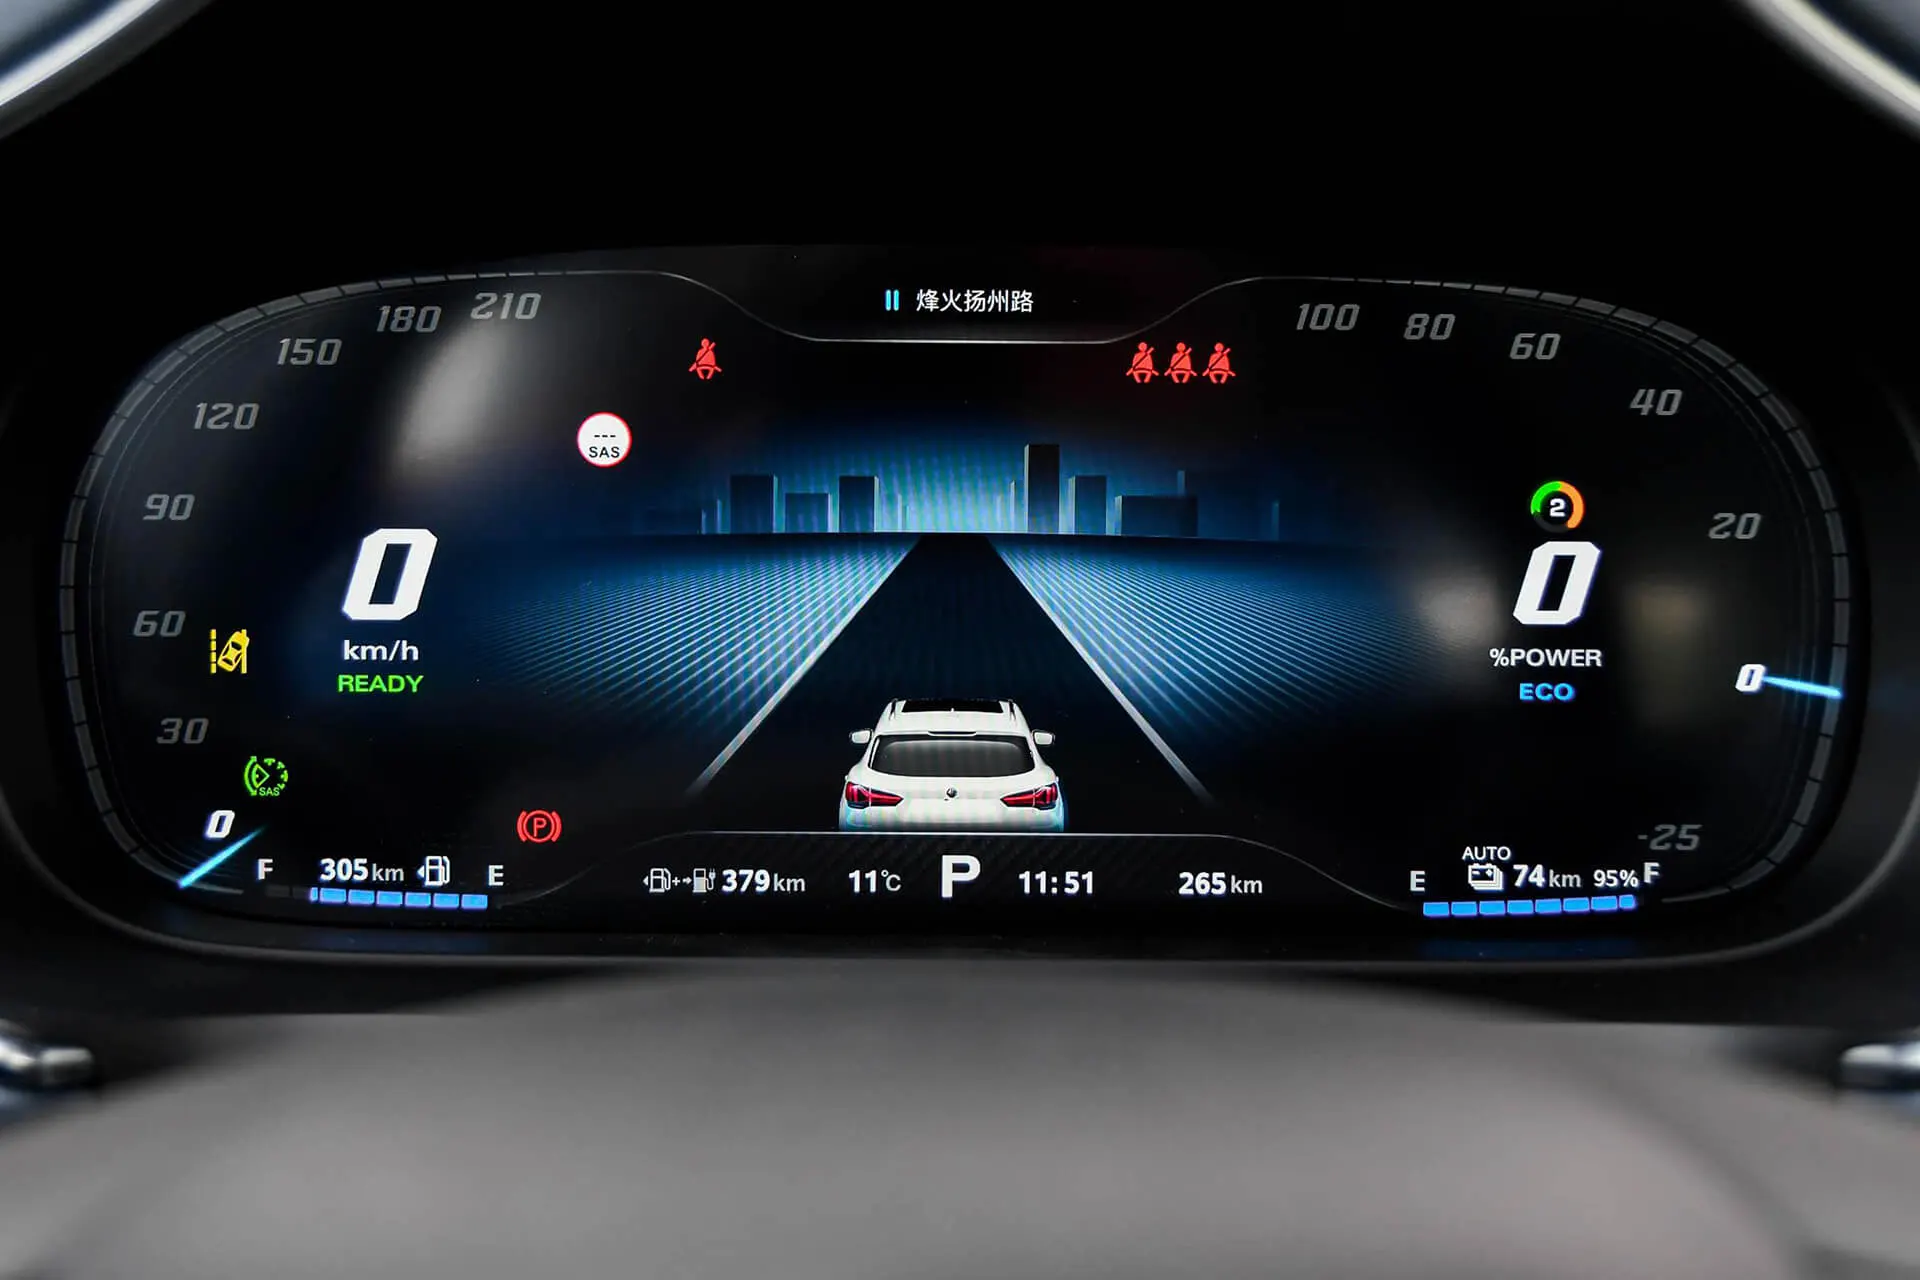 烽火扬州路
210
180
150
120
90
60
30
0
100
80
60
40
20
0
-25
--- 
SAS
0
km/h
READY
SAS
2
0
%POWER
ECO
P
F 305km E
379km 11℃ P 11:51 265km
AUTO
E 74km 95% F